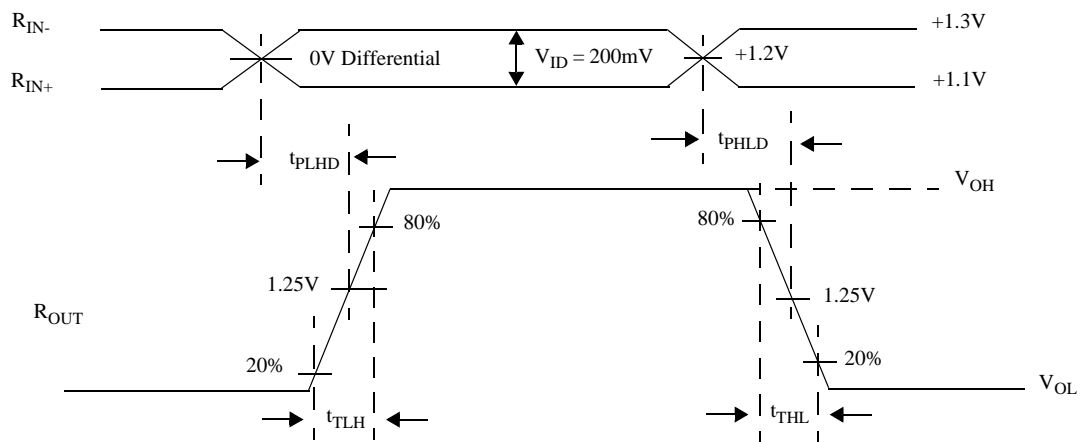 R_IN-
+1.3V
0V Differential
V_ID = 200mV
+1.2V
R_IN+
+1.1V
t_PLHD
t_PHLD
V_OH
80%
80%
1.25V
1.25V
R_OUT
20%
20%
V_OL
t_TLH
t_THL